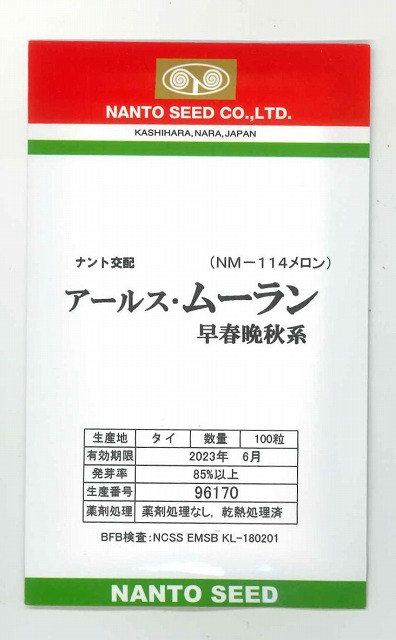 NANTO SEED CO.,LTD.
KASHIHARA, NARA, JAPAN
ナント交配 (NM-114メロン)
アールス・ムーラン
早春晩秋系
生産地 タイ 数量 100粒
有効期限 2023年 6月
発芽率 85%以上
生産番号 96170
薬剤処理 薬剤処理なし, 乾熱処理済
BFB検査:NCSS EMSB KL-180201
NANTO SEED